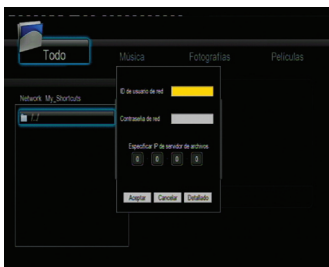 Todo Música Fotografías Películas
ID de usuario de red
Network My_Shortcuts
/../
Contraseña de red
Especificar IP de servidor de archivos
0 0 0 0
Aceptar Cancelar Detallado